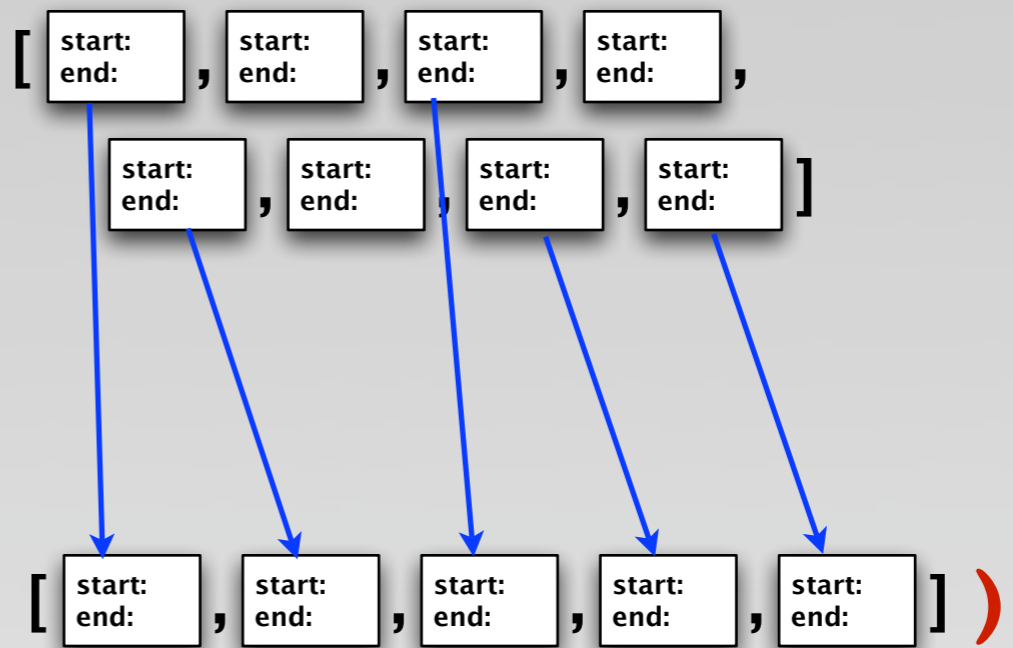 [ start: , start: , start: , start: ,
end: end: end: end:
start: , start: , start: , start: ]
end: end: end: end:
[ start: , start: , start: , start: , start: ] )
end: end: end: end: end: